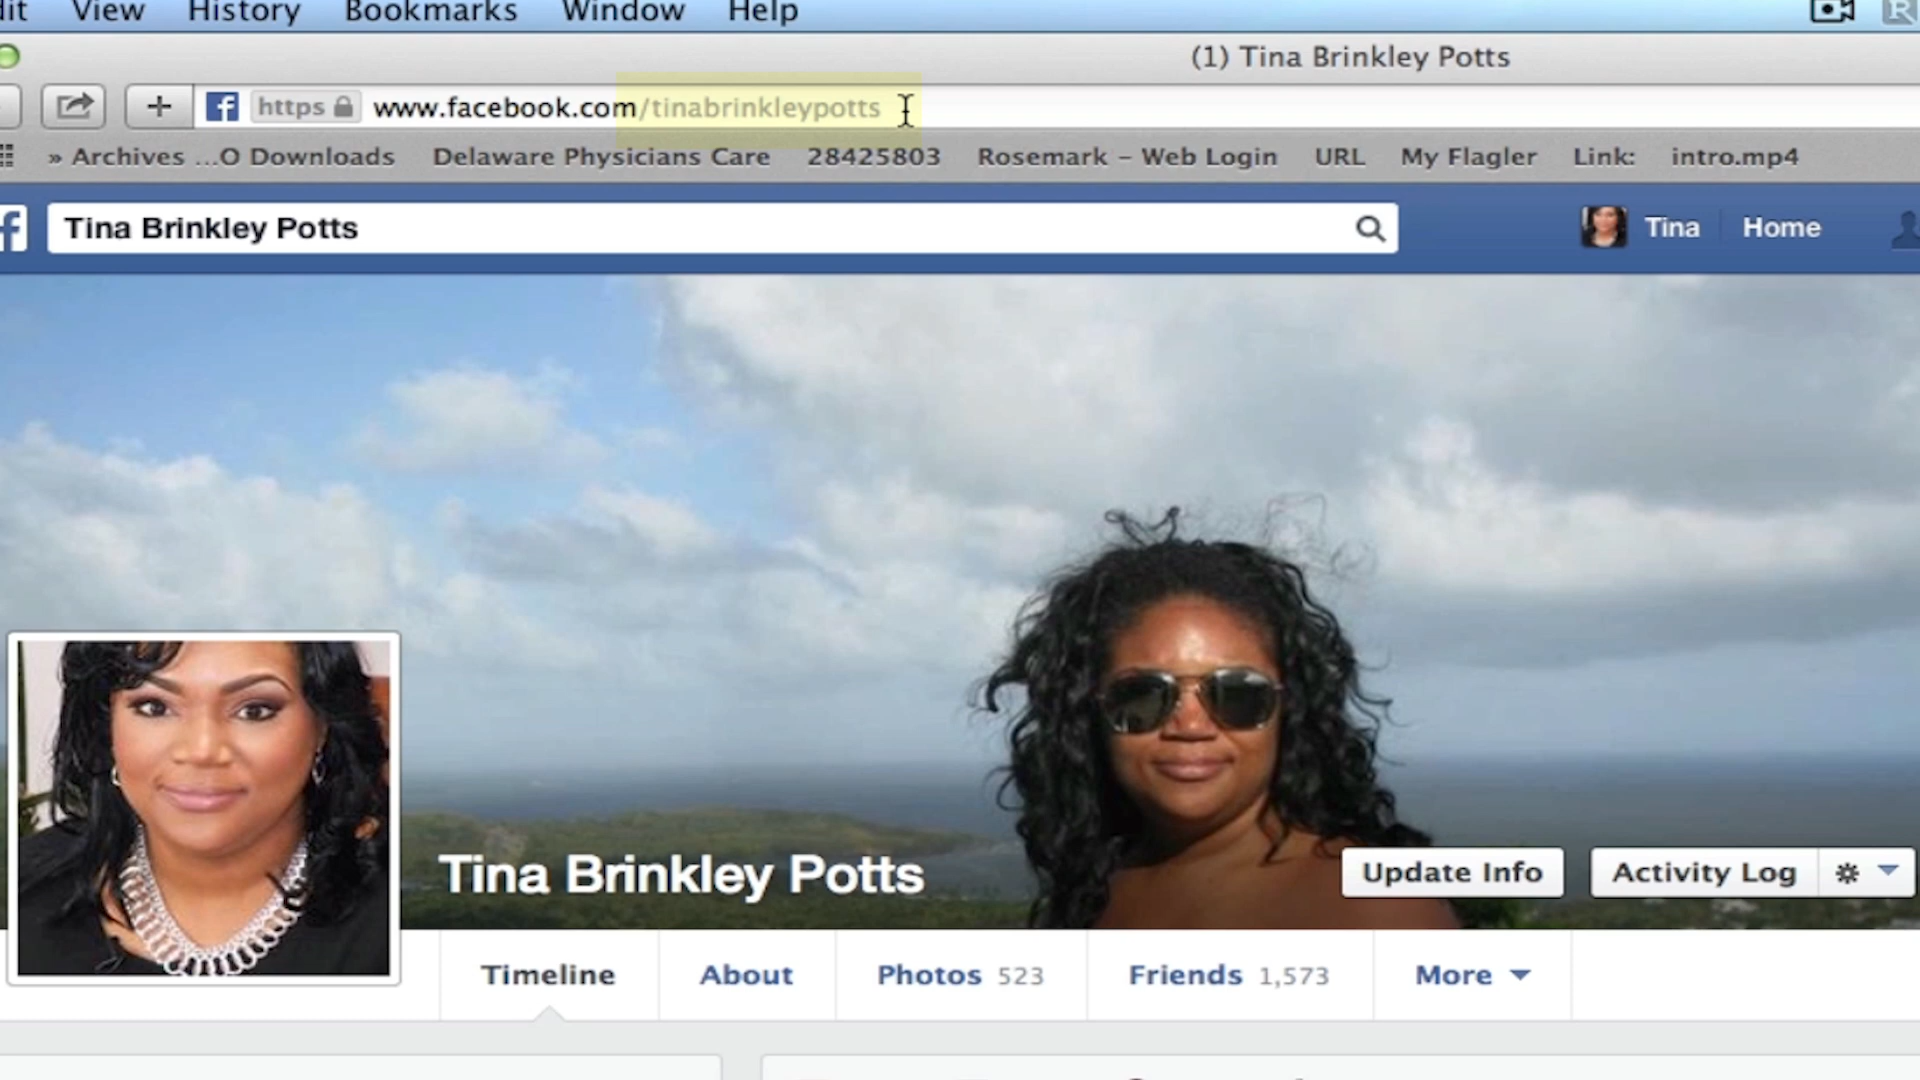 View History Bookmarks Window Help
(1) Tina Brinkley Potts
https www.facebook.com/tinabrinkleypotts
» Archives ...O Downloads Delaware Physicians Care 28425803 Rosemark – Web Login URL My Flagler Link: intro.mp4
f Tina Brinkley Potts Tina Home
Tina Brinkley Potts
Update Info Activity Log
Timeline About Photos 523 Friends 1,573 More